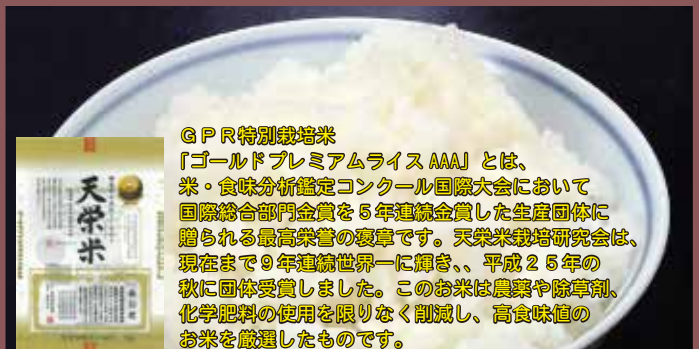 GPR特別栽培米
「ゴールドプレミアムライスAAA」とは、
米・食味分析鑑定コンクール国際大会において
国際総合部門金賞を5年連続金賞した生産団体に
贈られる最高栄誉の褒章です。天栄米栽培研究会は、
現在まで9年連続世界一に輝き、、平成25年の
秋に団体受賞しました。このお米は農薬や除草剤、
化学肥料の使用を限りなく削減し、高食味値の
お米を厳選したものです。
天栄米